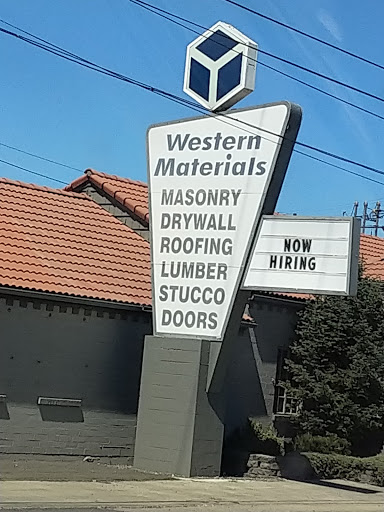 Western
Materials
MASONRY
DRYWALL
ROOFING
LUMBER
STUCCO
DOORS
NOW
HIRING